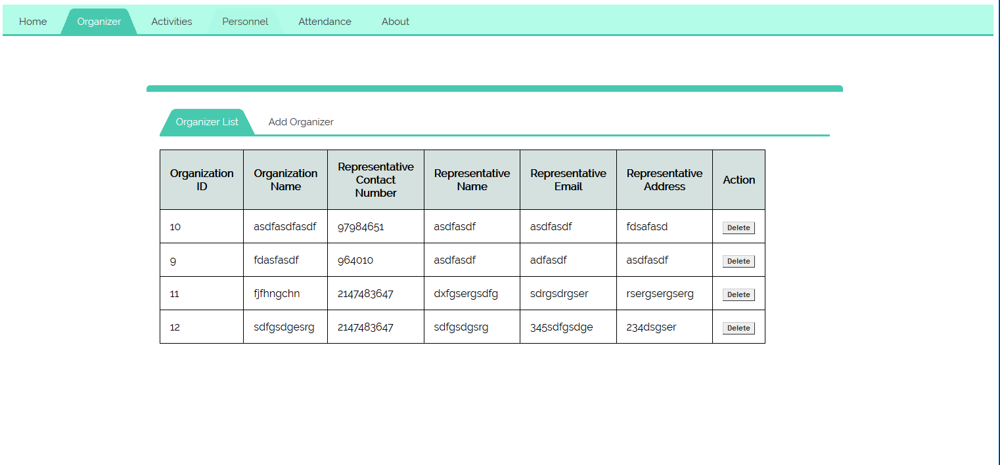 Home Organizer Activities Personnel Attendance About
Organizer List Add Organizer
Organization ID Organization Name Representative Contact Number Representative Name Representative Email Representative Address Action
10 asdfasdfasdf 97984651 asdfasdf asdfasdf fdsafasd Delete
9 fdasfasdf 964010 asdfasdf adfasdf asdfasdf Delete
11 fjfhngchn 2147483647 dxfgsergsdfg sdrgsdrgser rsergsergserg Delete
12 sdfgsdgesrg 2147483647 sdfgsdgsrg 345sdfgsdge 234dsgser Delete